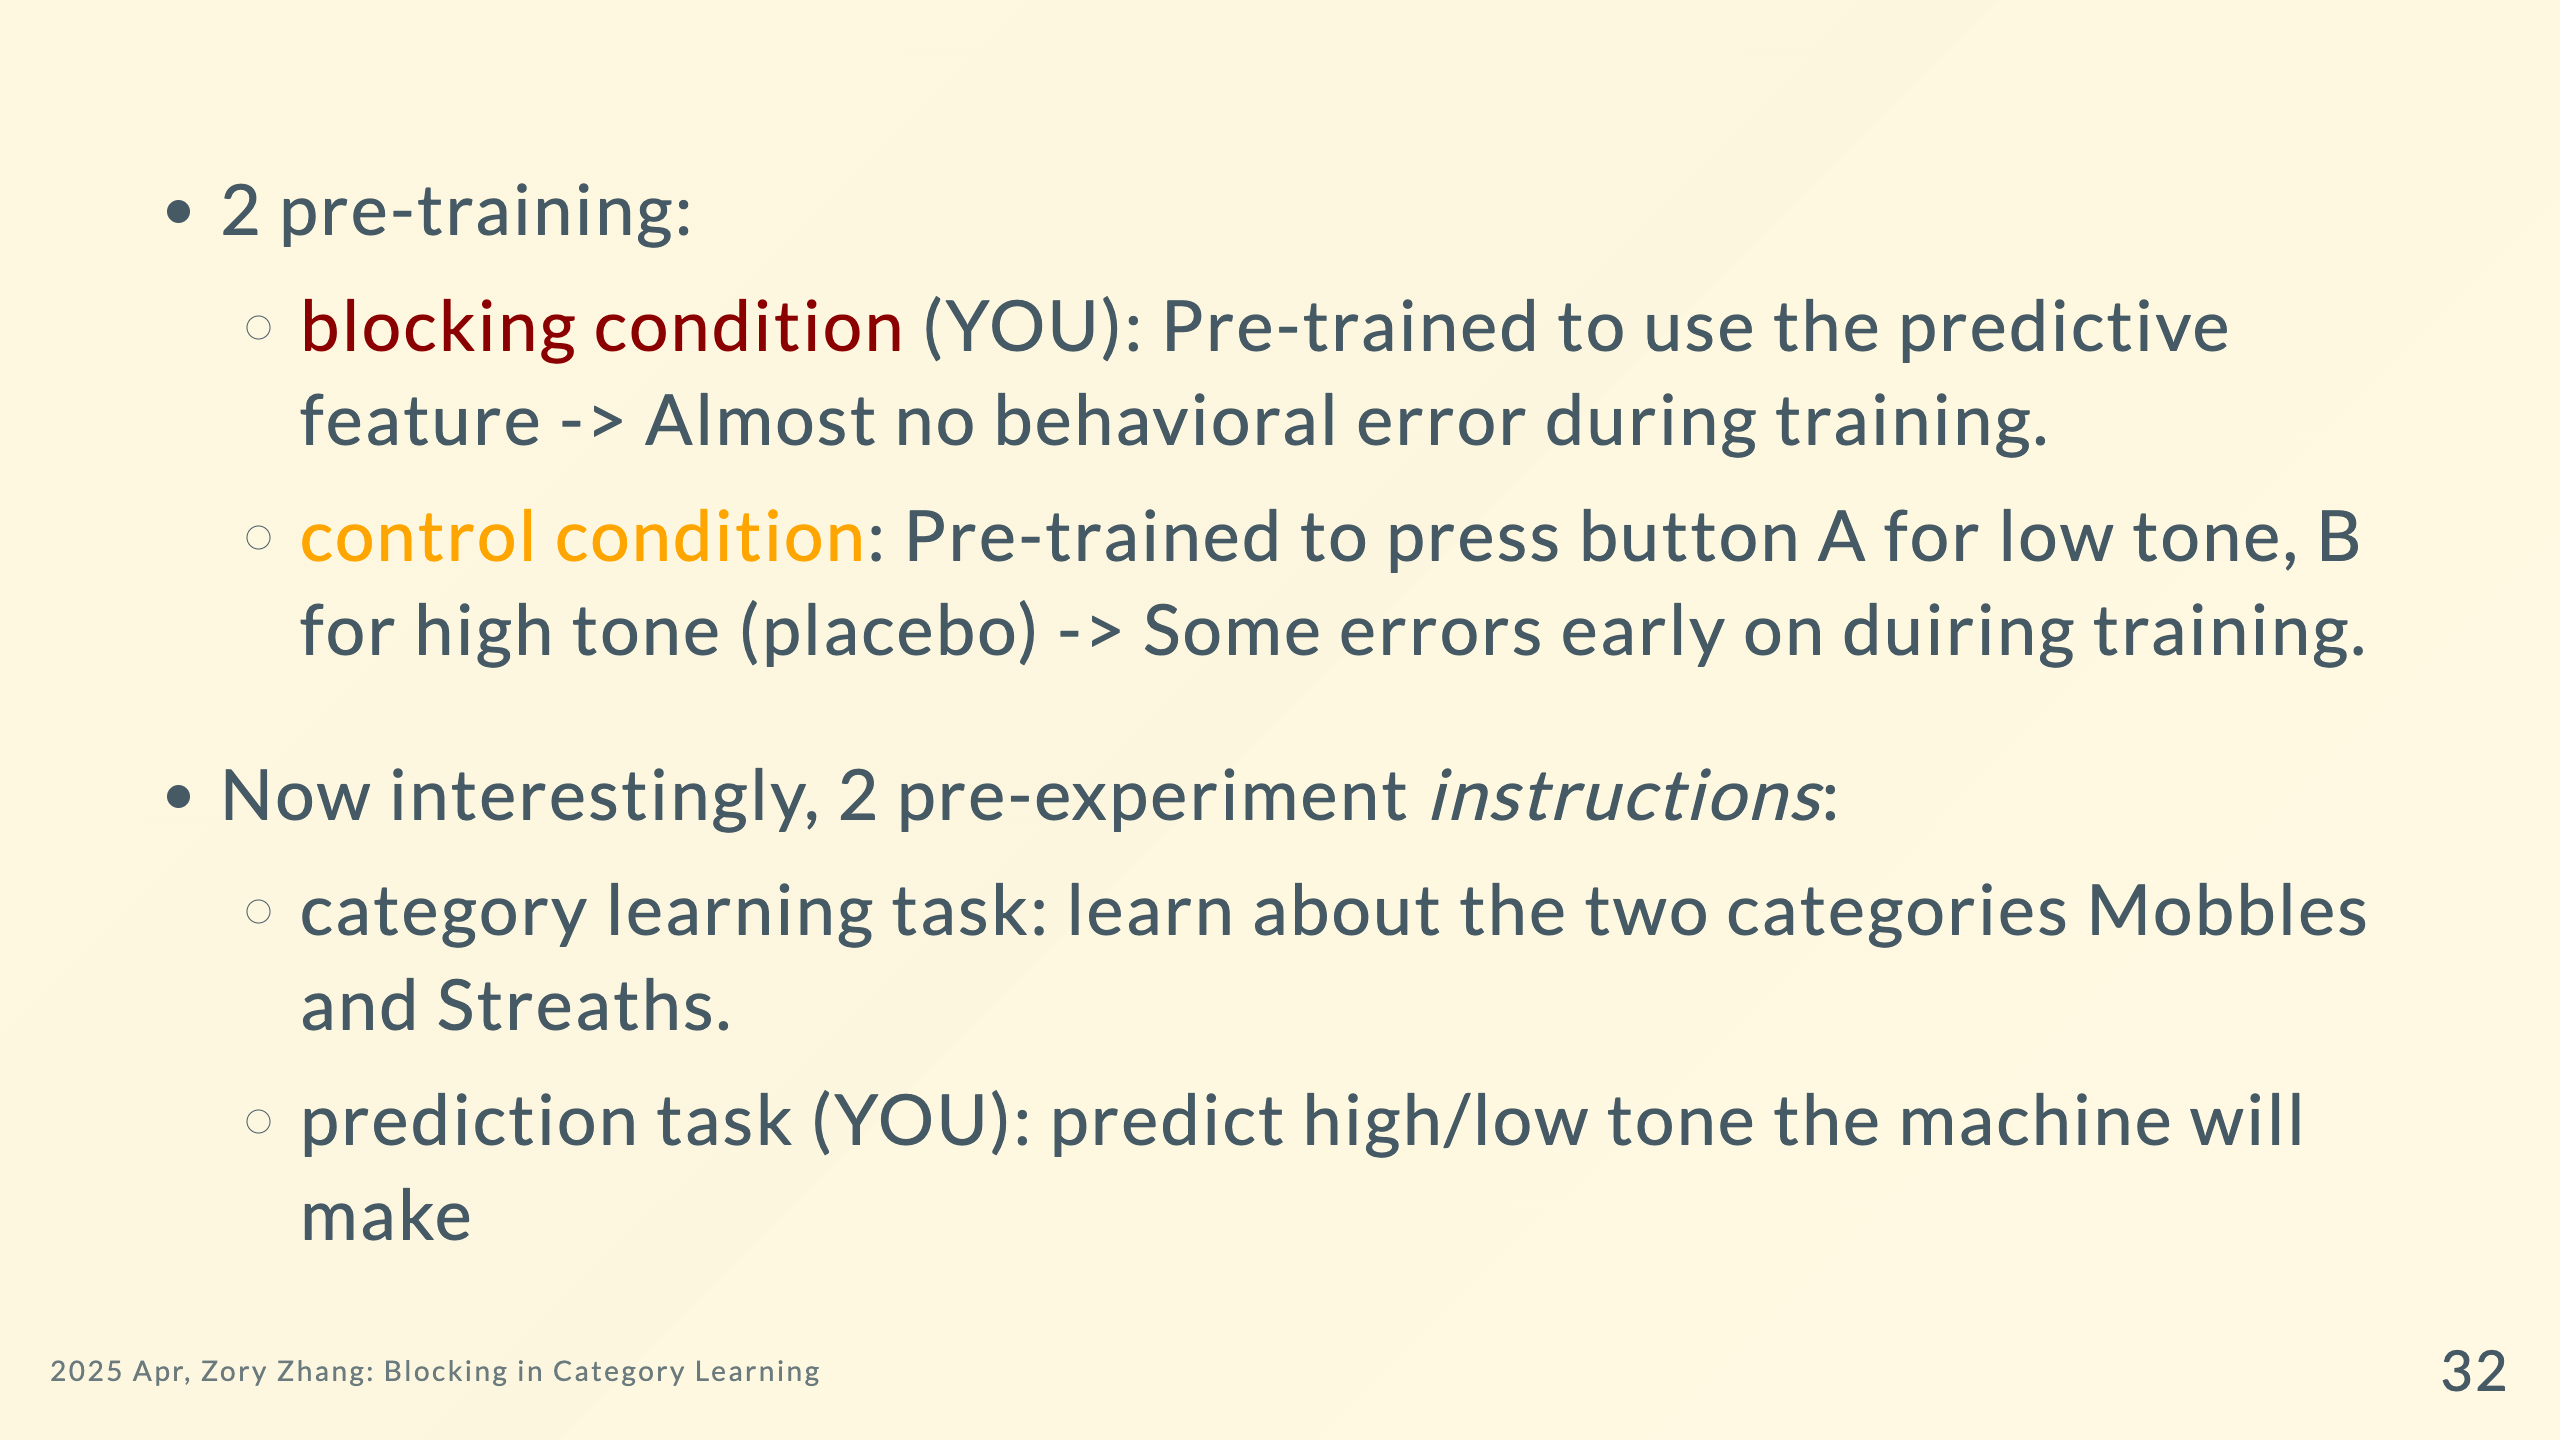 • 2 pre-training:
○ blocking condition (YOU): Pre-trained to use the predictive
feature -> Almost no behavioral error during training.
○ control condition: Pre-trained to press button A for low tone, B
for high tone (placebo) -> Some errors early on duiring training.
• Now interestingly, 2 pre-experiment instructions:
○ category learning task: learn about the two categories Mobbles
and Streaths.
○ prediction task (YOU): predict high/low tone the machine will
make
2025 Apr, Zory Zhang: Blocking in Category Learning
32